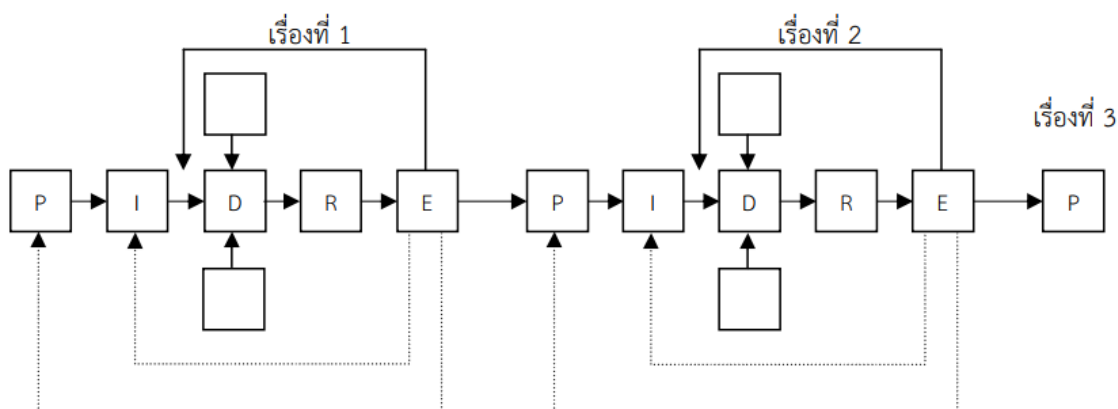 เรื่องที่ 1
เรื่องที่ 2
เรื่องที่ 3
P I D R E P I D R E P